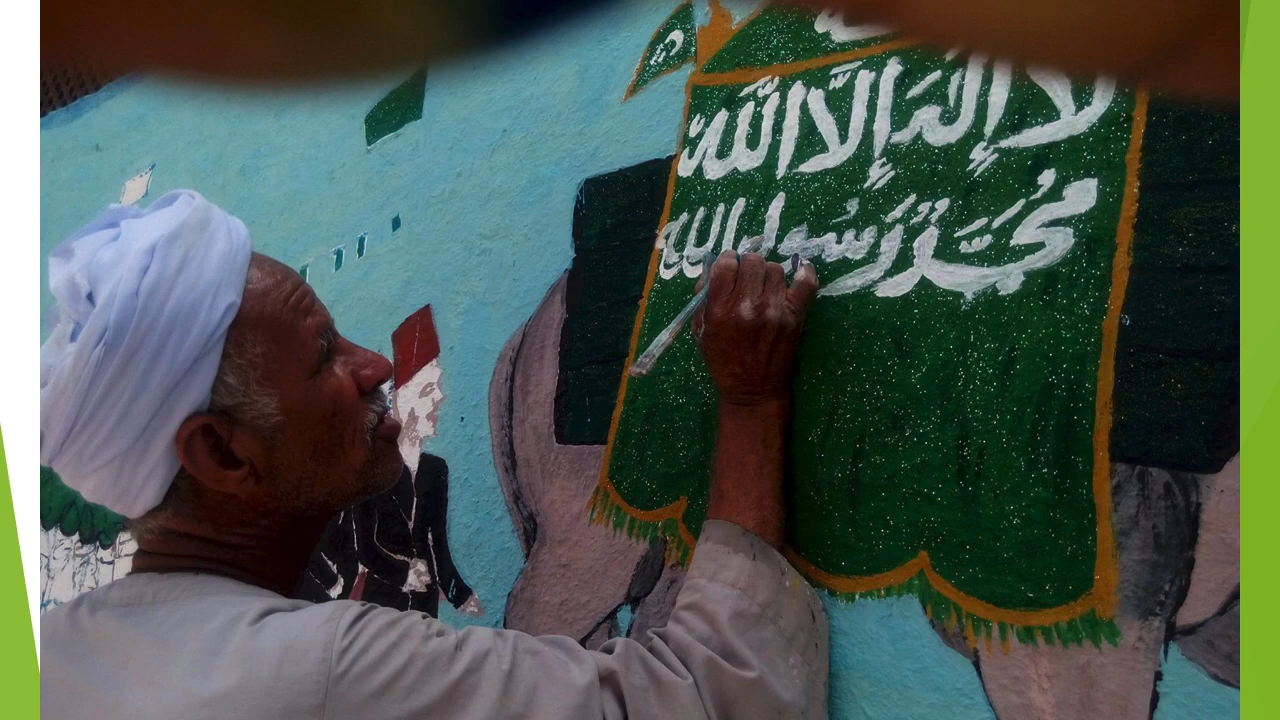 لا إله إلا الله
محمد رسول الله